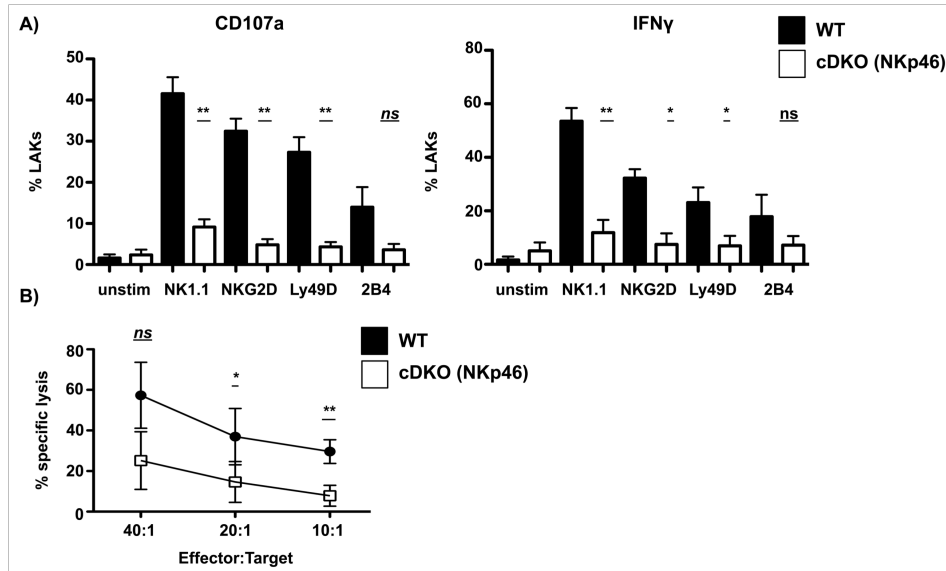 A)
CD107a
% LAKs
50
40
30
20
10
0
** ** ** ns
unstim NK1.1 NKG2D Ly49D 2B4
IFNγ
% LAKs
80
60
40
20
0
** * * ns
unstim NK1.1 NKG2D Ly49D 2B4
WT
cDKO (NKp46)
B)
% specific lysis
80
60
40
20
0
ns * **
40:1 20:1 10:1
Effector:Target
WT
cDKO (NKp46)